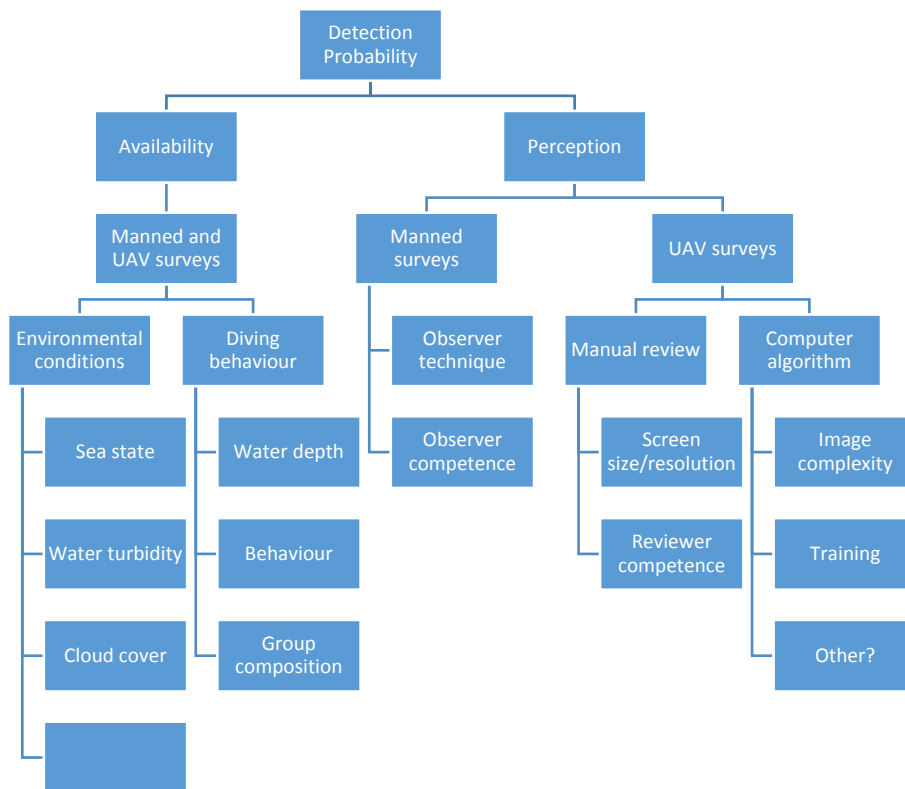 Detection
Probability
Availability
Perception
Manned and
UAV surveys
Manned
surveys
UAV surveys
Environmental
conditions
Diving
behaviour
Observer
technique
Manual review
Computer
algorithm
Sea state
Water depth
Observer
competence
Screen
size/resolution
Image
complexity
Water turbidity
Behaviour
Reviewer
competence
Training
Cloud cover
Group
composition
Other?